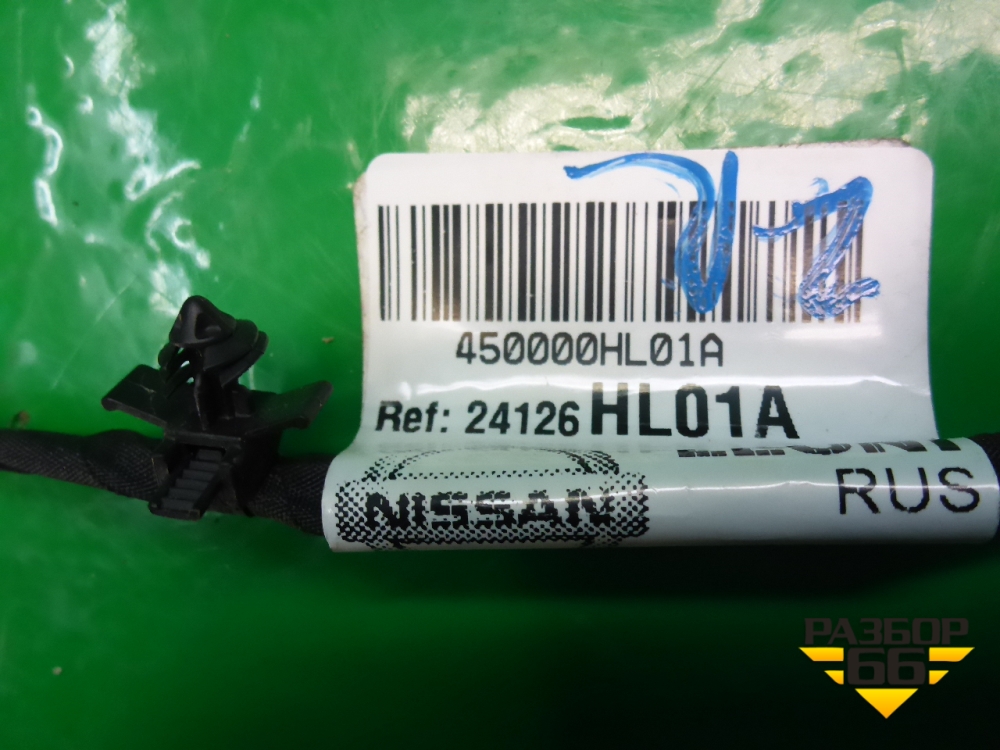 450000HL01A
Ref: 24126 HL01A
NISSAN
RUS
РАЗБОР
66